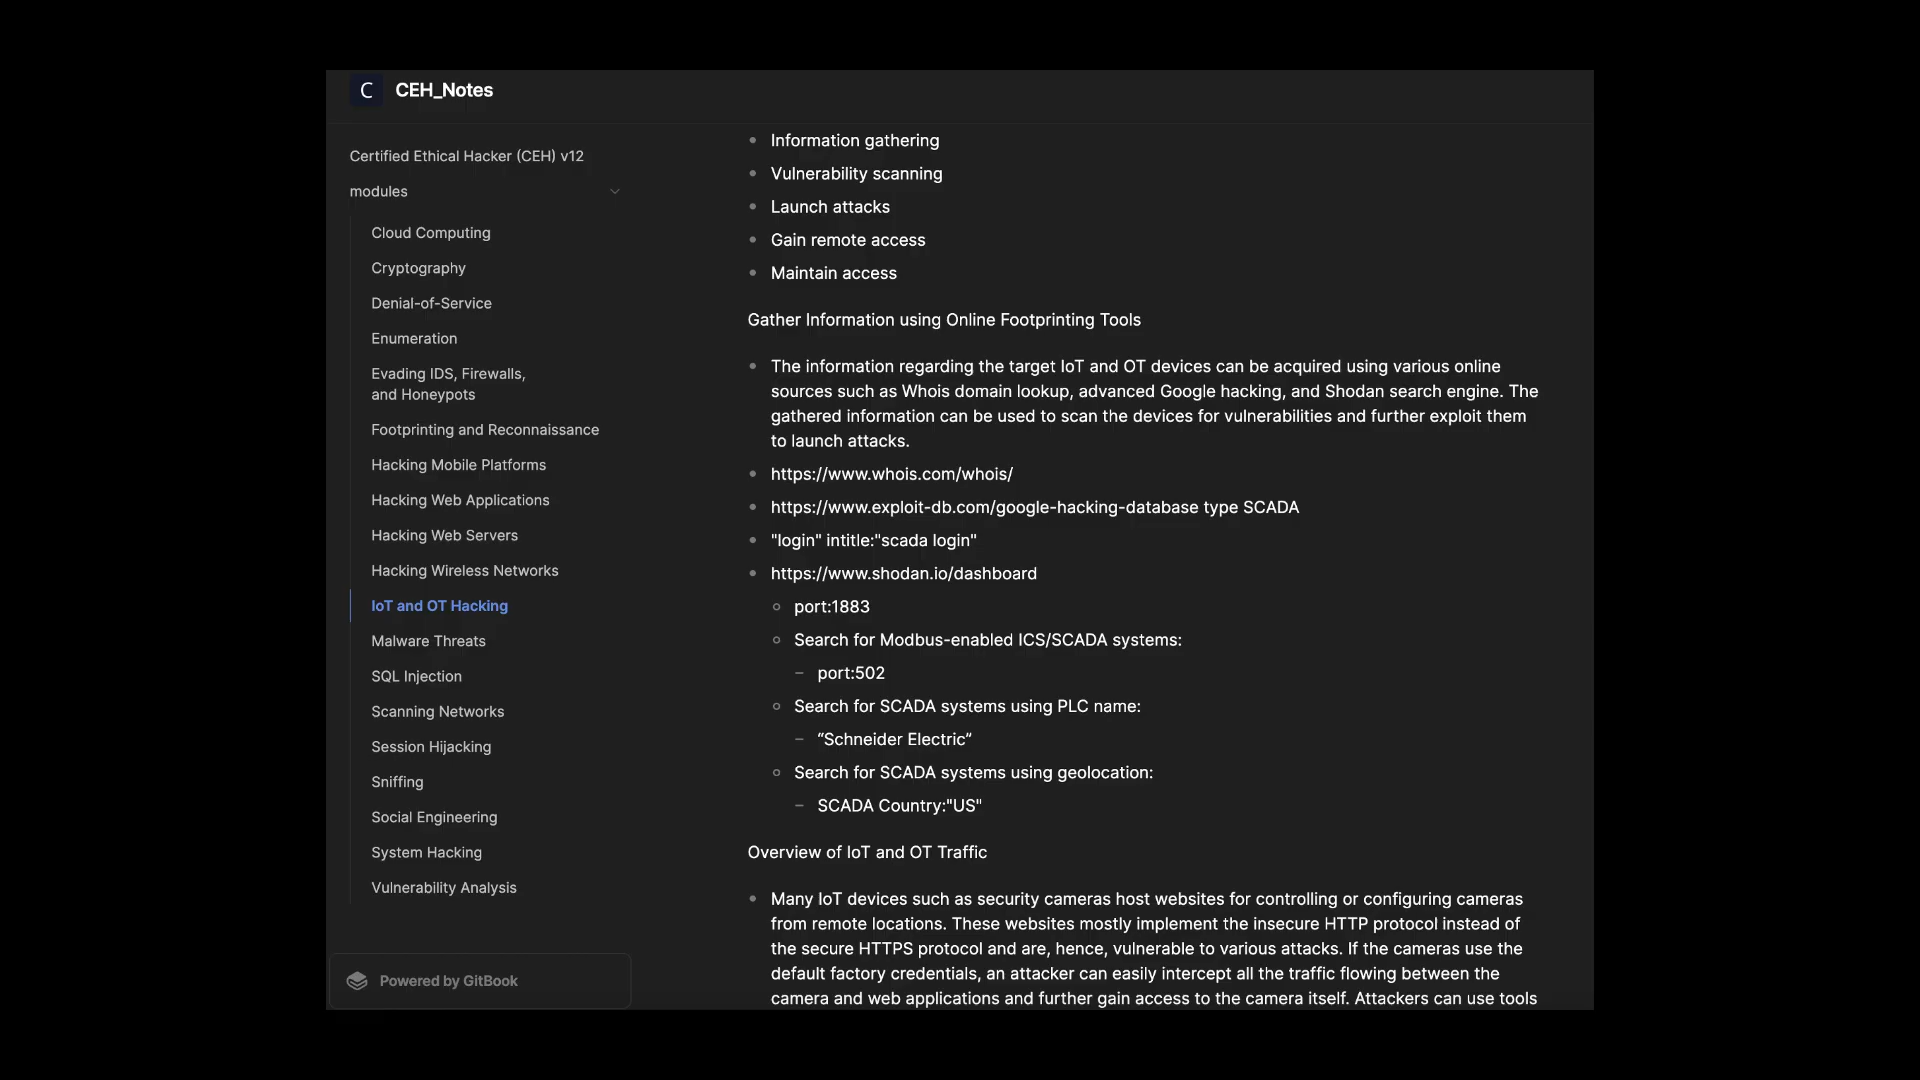 C CEH_Notes
Certified Ethical Hacker (CEH) v12
modules
Cloud Computing
Cryptography
Denial-of-Service
Enumeration
Evading IDS, Firewalls,
and Honeypots
Footprinting and Reconnaissance
Hacking Mobile Platforms
Hacking Web Applications
Hacking Web Servers
Hacking Wireless Networks
IoT and OT Hacking
Malware Threats
SQL Injection
Scanning Networks
Session Hijacking
Sniffing
Social Engineering
System Hacking
Vulnerability Analysis
Powered by GitBook
Information gathering
Vulnerability scanning
Launch attacks
Gain remote access
Maintain access
Gather Information using Online Footprinting Tools
The information regarding the target IoT and OT devices can be acquired using various online
sources such as Whois domain lookup, advanced Google hacking, and Shodan search engine. The
gathered information can be used to scan the devices for vulnerabilities and further exploit them
to launch attacks.
https://www.whois.com/whois/
https://www.exploit-db.com/google-hacking-database type SCADA
"login" intitle:"scada login"
https://www.shodan.io/dashboard
port:1883
Search for Modbus-enabled ICS/SCADA systems:
port:502
Search for SCADA systems using PLC name:
“Schneider Electric”
Search for SCADA systems using geolocation:
SCADA Country:"US"
Overview of IoT and OT Traffic
Many IoT devices such as security cameras host websites for controlling or configuring cameras
from remote locations. These websites mostly implement the insecure HTTP protocol instead of
the secure HTTPS protocol and are, hence, vulnerable to various attacks. If the cameras use the
default factory credentials, an attacker can easily intercept all the traffic flowing between the
camera and web applications and further gain access to the camera itself. Attackers can use tools